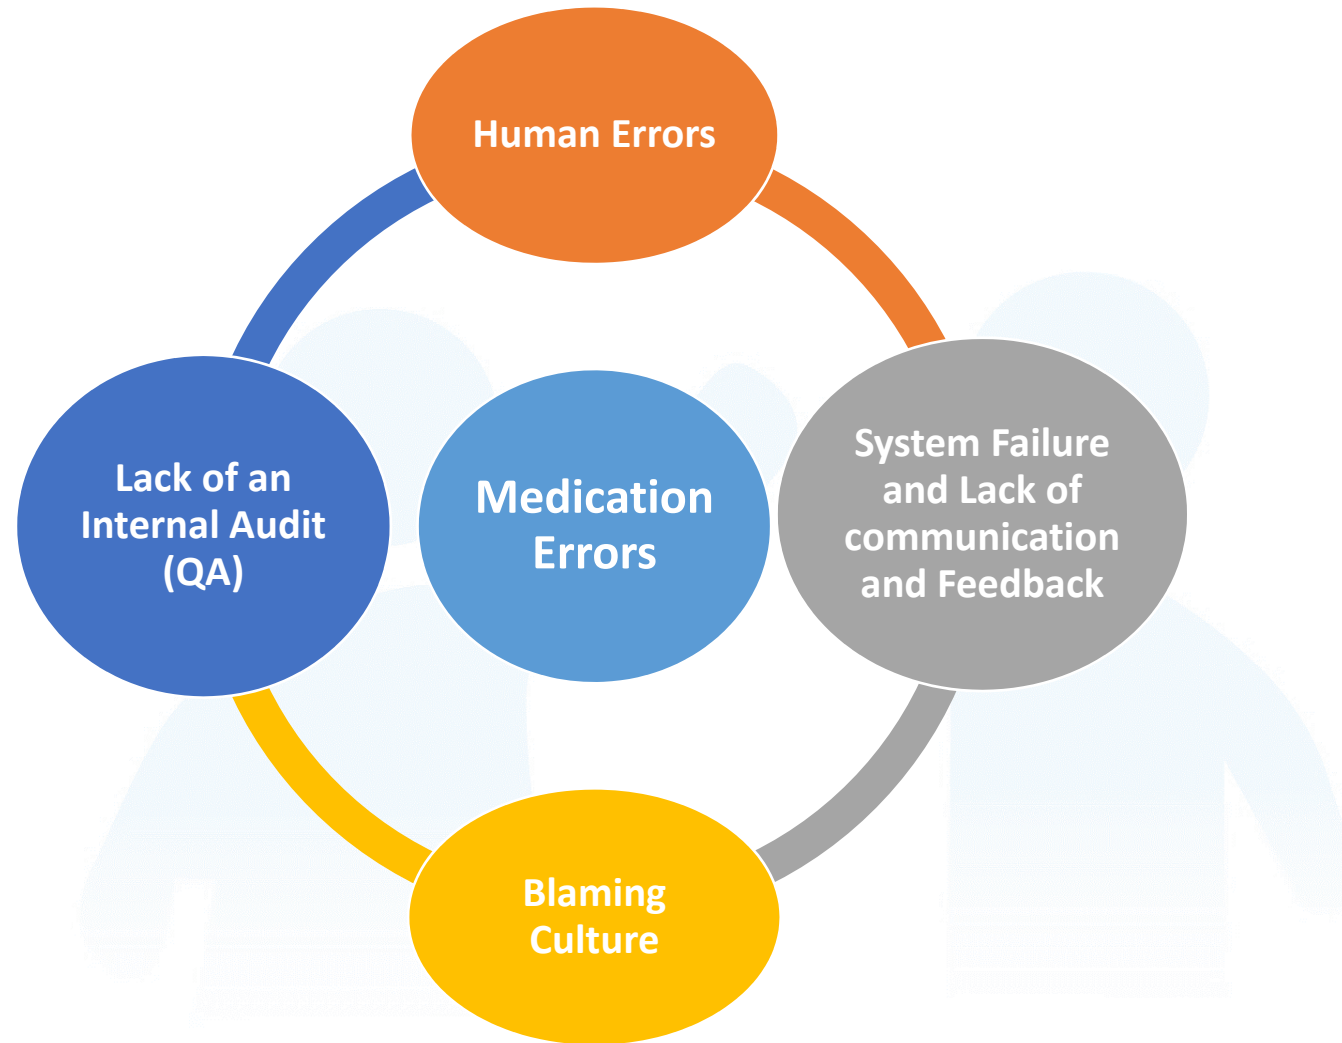 Human Errors
Lack of an
Internal Audit
(QA)
Medication
Errors
System Failure
and Lack of
communication
and Feedback
Blaming
Culture